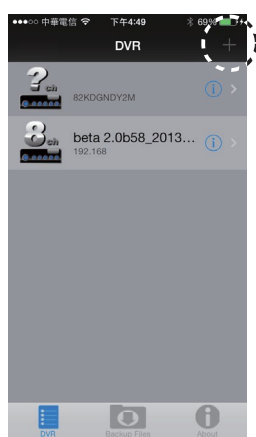 中華電信 下午4:49 69%
DVR +
? ch
82KDGNDY2M
8 ch
beta 2.0b58_2013...
192.168
DVR Backup Files About